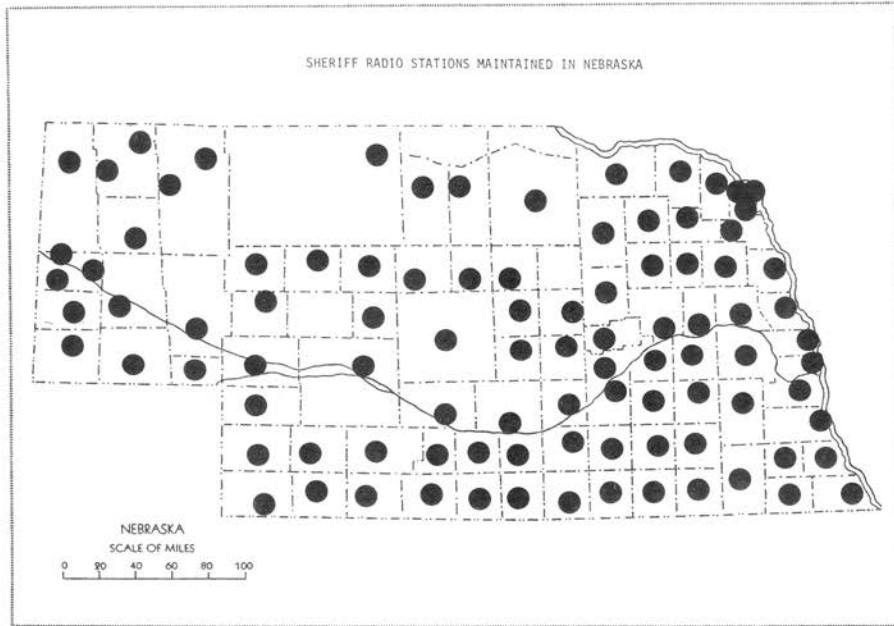 SHERIFF RADIO STATIONS MAINTAINED IN NEBRASKA
NEBRASKA
SCALE OF MILES
0 20 40 60 80 100